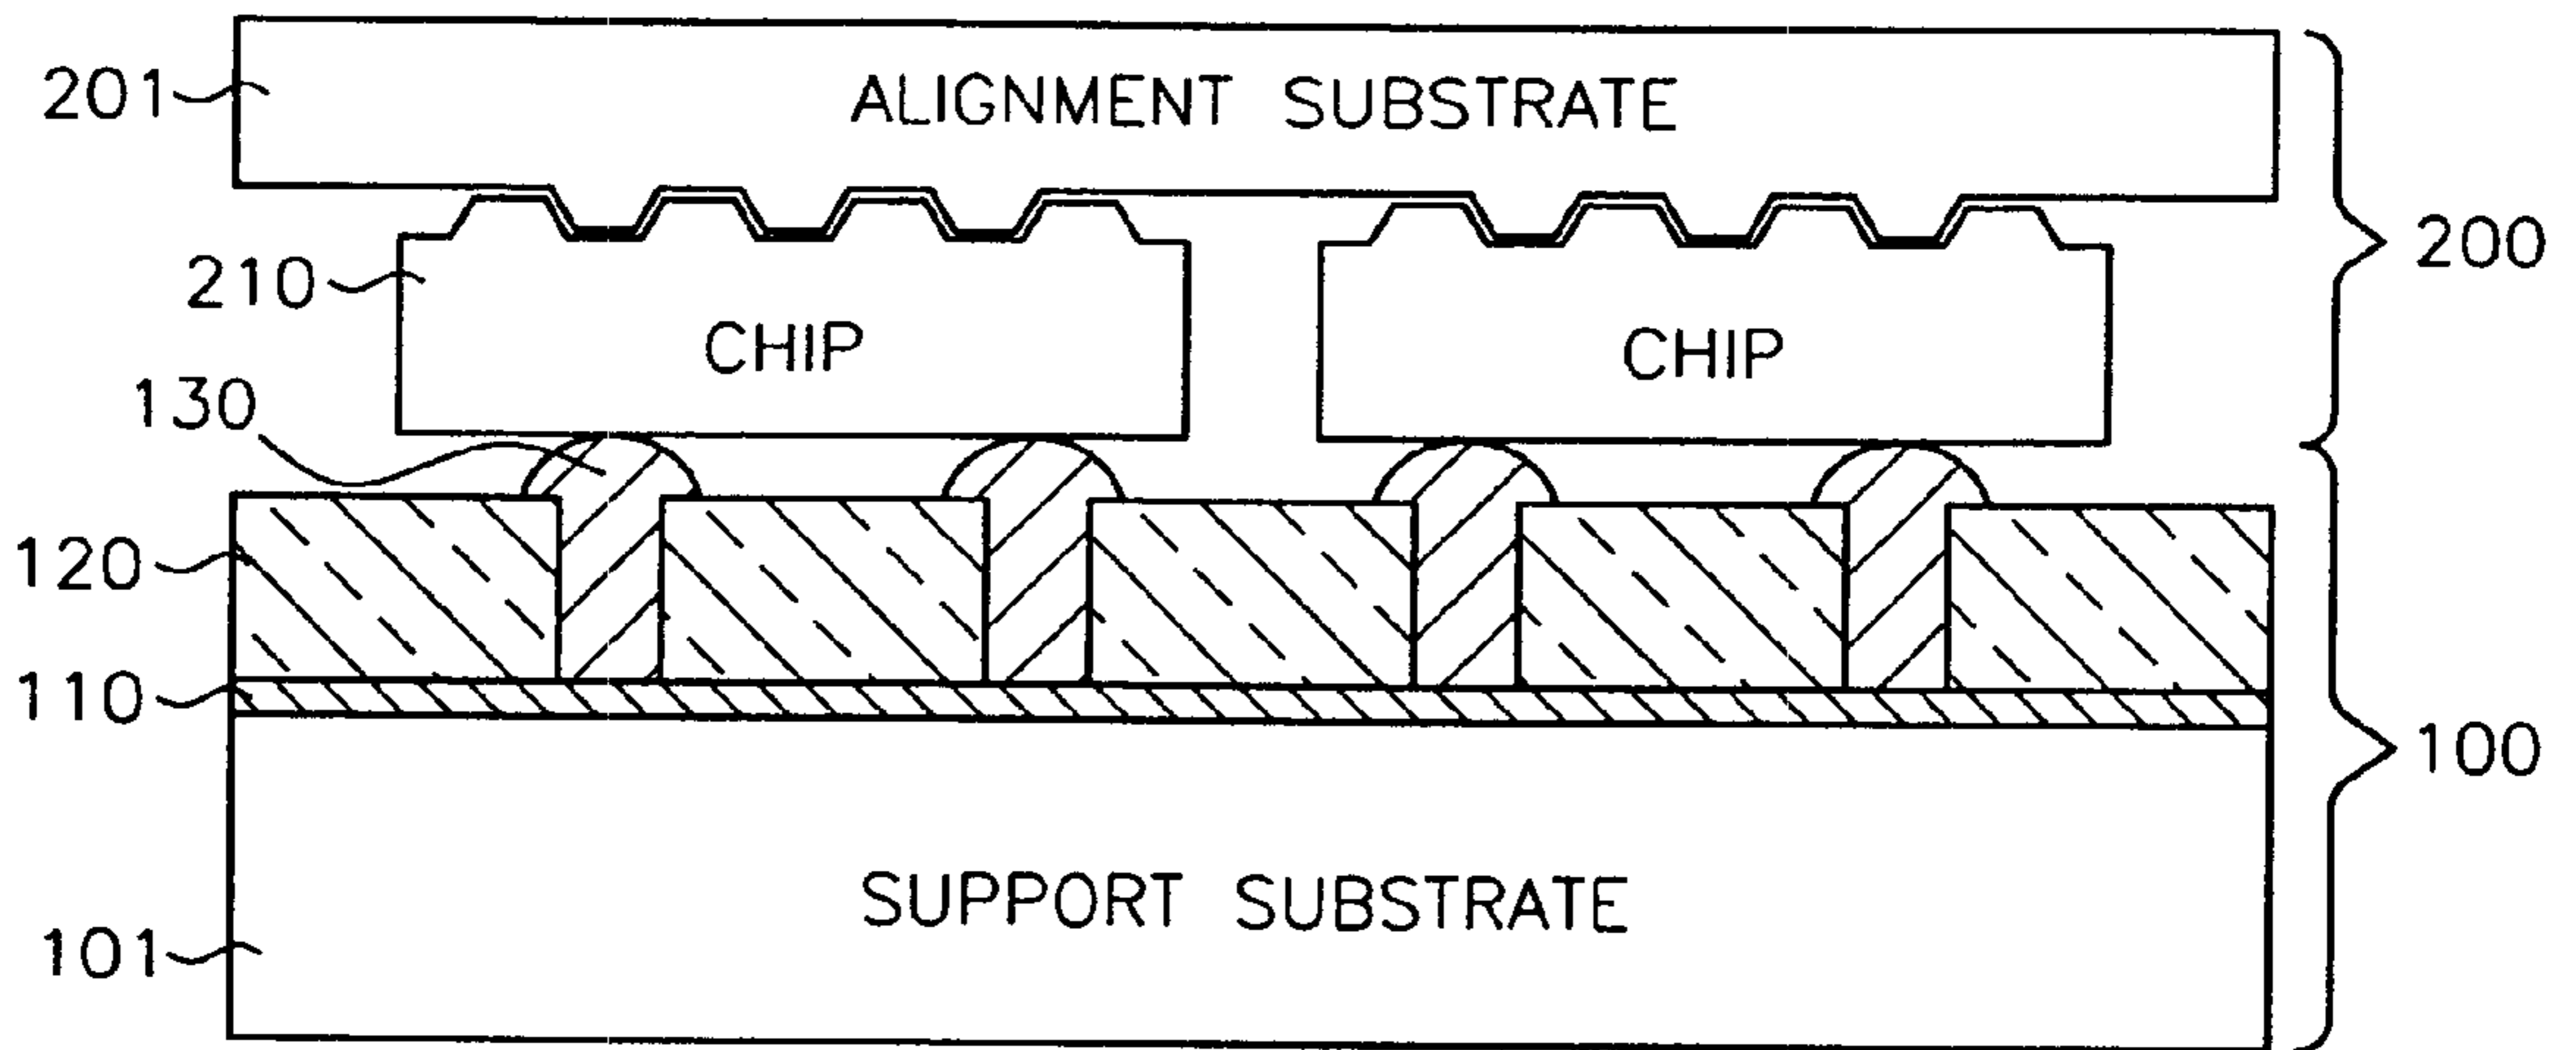 201
ALIGNMENT SUBSTRATE
200
210
CHIP
CHIP
130
120
110
100
SUPPORT SUBSTRATE
101